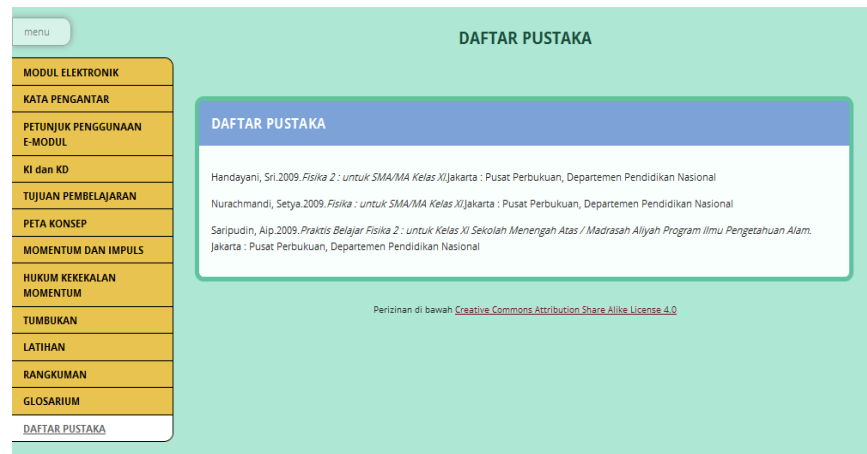 menu
DAFTAR PUSTAKA
MODUL ELEKTRONIK
KATA PENGANTAR
PETUNJUK PENGGUNAAN
E-MODUL
KI dan KD
TUJUAN PEMBELAJARAN
PETA KONSEP
MOMENTUM DAN IMPULS
HUKUM KEKEKALAN
MOMENTUM
TUMBUKAN
LATIHAN
RANGKUMAN
GLOSARIUM
DAFTAR PUSTAKA
DAFTAR PUSTAKA
Handayani, Sri.2009.Fisika 2 : untuk SMA/MA Kelas XI.Jakarta : Pusat Perbukuan, Departemen Pendidikan Nasional
Nurachmandi, Setya.2009.Fisika : untuk SMA/MA Kelas XI.Jakarta : Pusat Perbukuan, Departemen Pendidikan Nasional
Saripudin, Aip.2009.Praktis Belajar Fisika 2 : untuk Kelas XI Sekolah Menengah Atas / Madrasah Aliyah Program Ilmu Pengetahuan Alam.
Jakarta : Pusat Perbukuan, Departemen Pendidikan Nasional
Perizinan di bawah Creative Commons Attribution Share Alike License 4.0